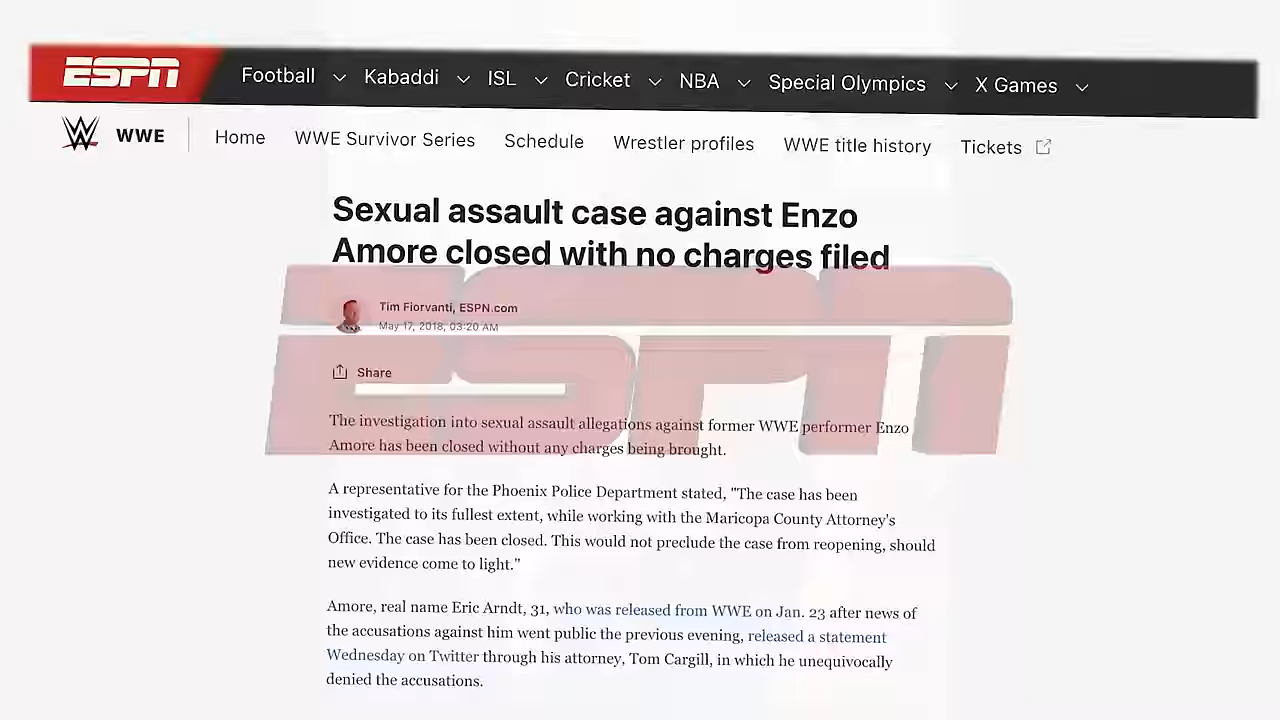 ESPN Football Kabaddi ISL Cricket NBA Special Olympics X Games
W WWE Home WWE Survivor Series Schedule Wrestler profiles WWE title history Tickets
Sexual assault case against Enzo
Amore closed with no charges filed
Tim Fiorvanti, ESPN.com
May 17, 2018, 03:20 AM
Share
ESPN
The investigation into sexual assault allegations against former WWE performer Enzo
Amore has been closed without any charges being brought.
A representative for the Phoenix Police Department stated, "The case has been
investigated to its fullest extent, while working with the Maricopa County Attorney's
Office. The case has been closed. This would not preclude the case from reopening, should
new evidence come to light."
Amore, real name Eric Arndt, 31, who was released from WWE on Jan. 23 after news of
the accusations against him went public the previous evening, released a statement
Wednesday on Twitter through his attorney, Tom Cargill, in which he unequivocally
denied the accusations.